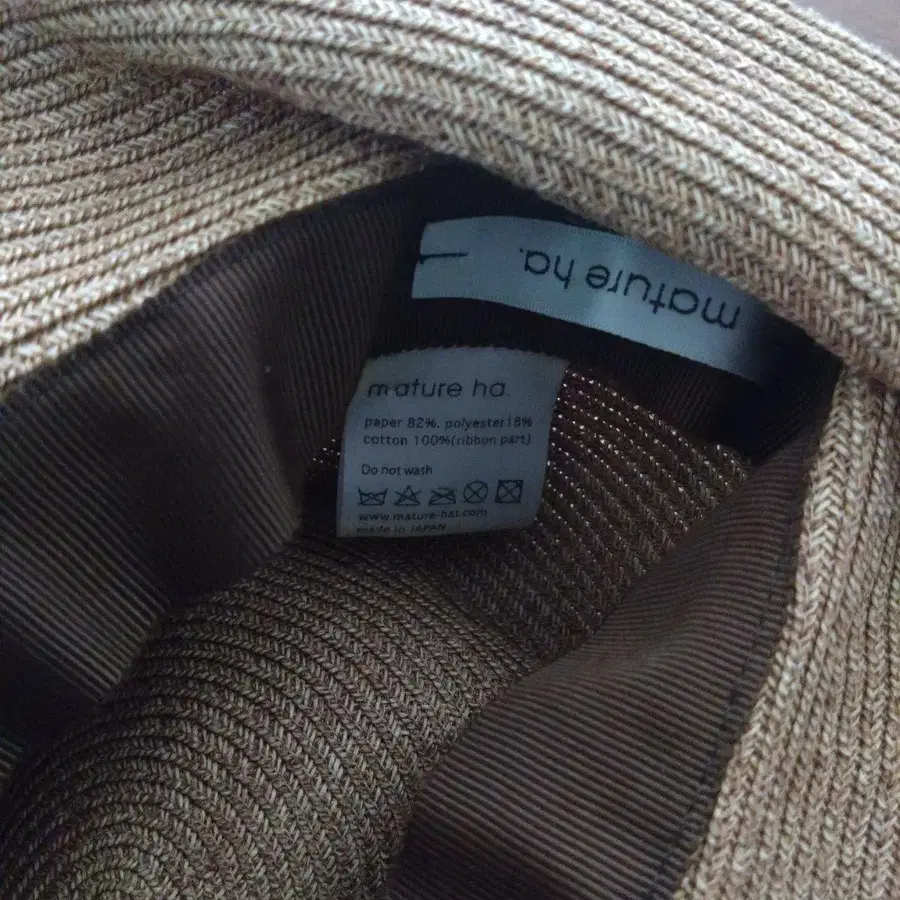 mature ha.
mature ha.
paper 82%. polyester18%
cotton 100%(ribbon part)
Do not wash
www.mature-hat.com
made in JAPAN